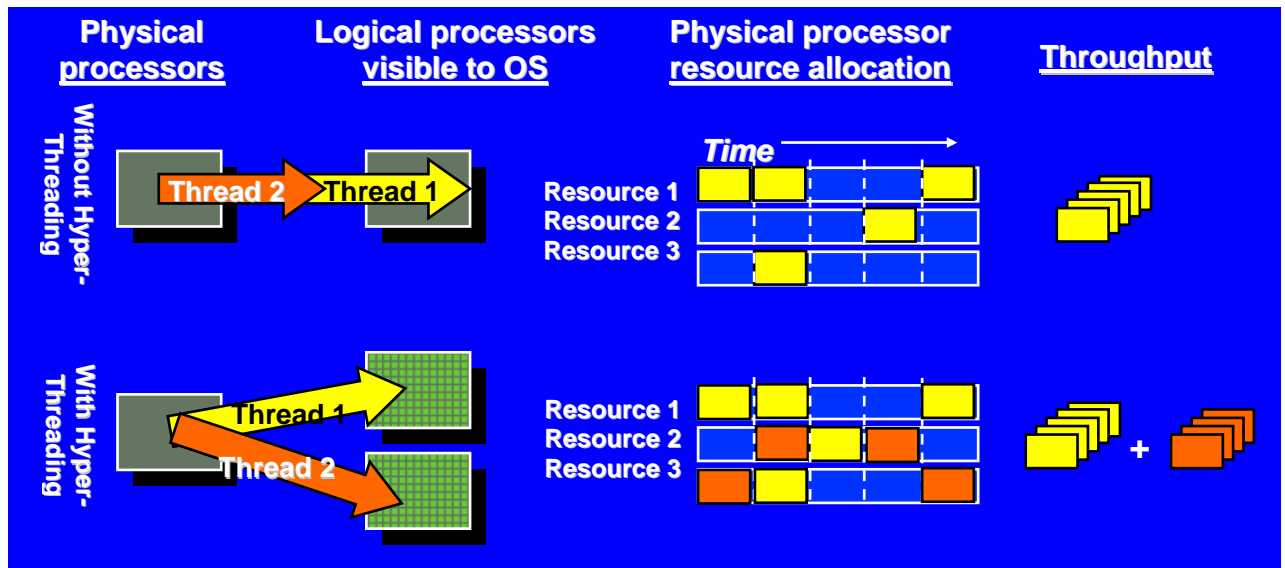 Physical
processors
Logical processors
visible to OS
Physical processor
resource allocation
Throughput
Without Hyper-
Threading
Thread 2
Thread 1
Time
Resource 1
Resource 2
Resource 3
With Hyper-
Threading
Thread 1
Thread 2
Resource 1
Resource 2
Resource 3
+